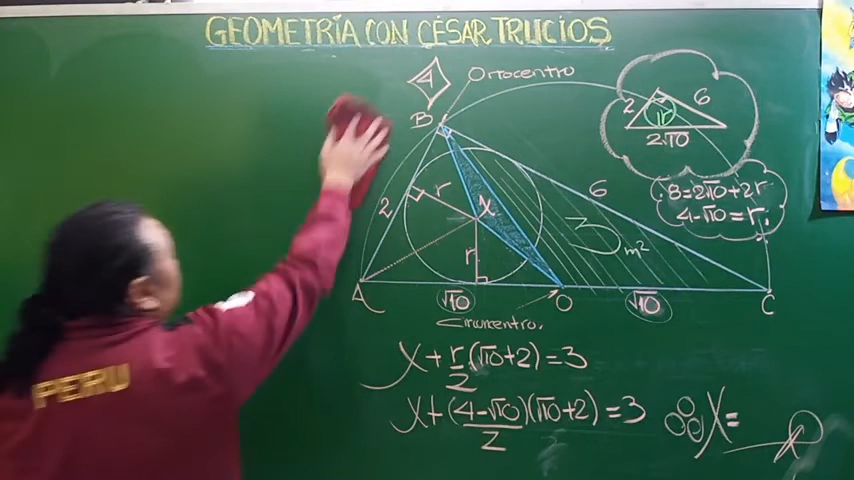 GEOMETRÍA CON CÉSAR TRUCIOS
4
Ortocentro
B
2
6
r
2√10
8=2√10+2r
4-√10=r
r
6
2
X
3 m²
r
A
√10
O
√10
C
Circuncentro.
X+r/2(√10+2)=3
X+(4-√10)(√10+2)/2=3
∴ X=
PERU